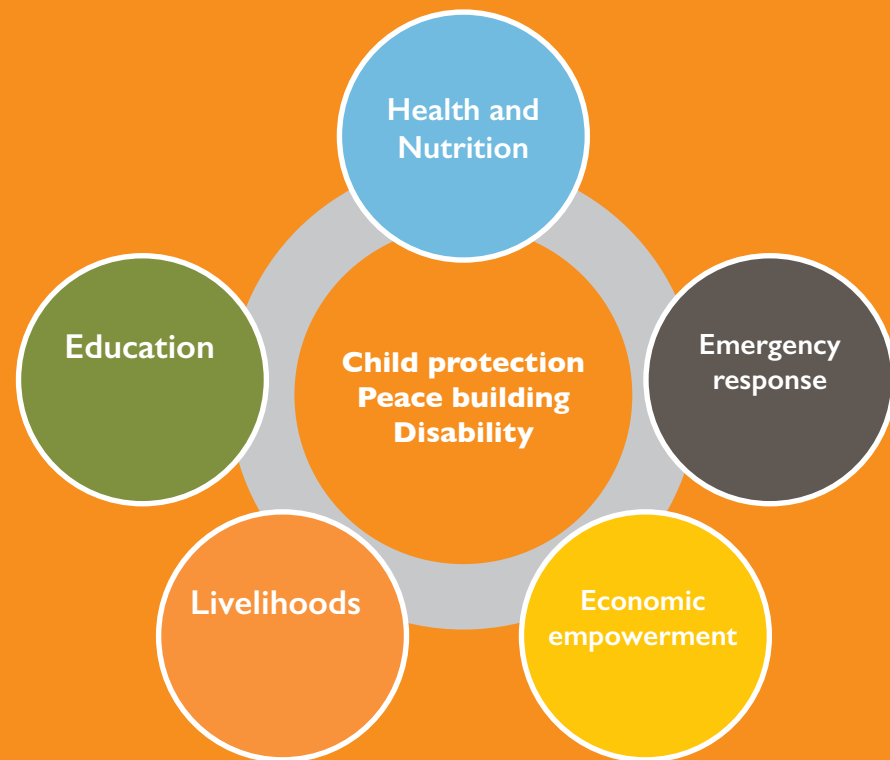 Health and
Nutrition
Education
Emergency
response
Child protection
Peace building
Disability
Livelihoods
Economic
empowerment